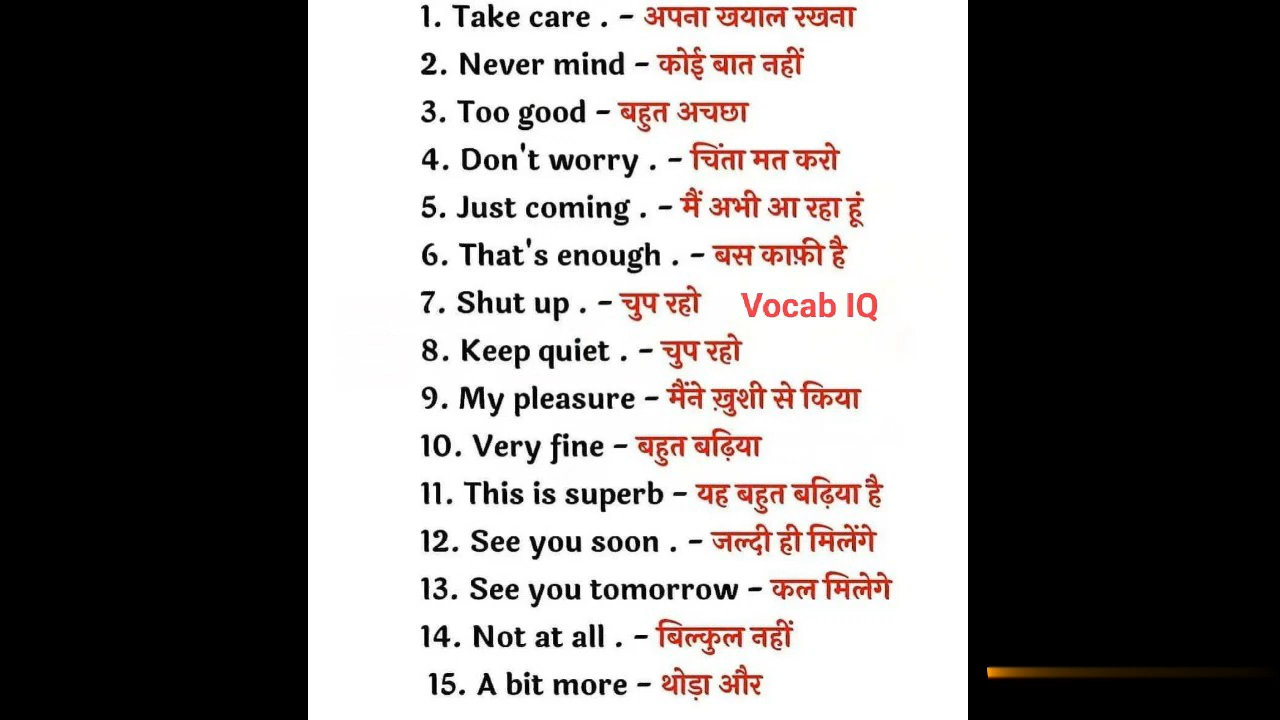 1. Take care . - अपना खयाल रखना
2. Never mind - कोई बात नहीं
3. Too good - बहुत अचछा
4. Don't worry . - चिंता मत करो
5. Just coming . - मैं अभी आ रहा हूं
6. That's enough . - बस काफ़ी है
7. Shut up . - चुप रहो Vocab IQ
8. Keep quiet . - चुप रहो
9. My pleasure - मैंने ख़ुशी से किया
10. Very fine - बहुत बढ़िया
11. This is superb - यह बहुत बढ़िया है
12. See you soon . - जल्दी ही मिलेंगे
13. See you tomorrow - कल मिलेगे
14. Not at all . - बिल्कुल नहीं
15. A bit more - थोड़ा और